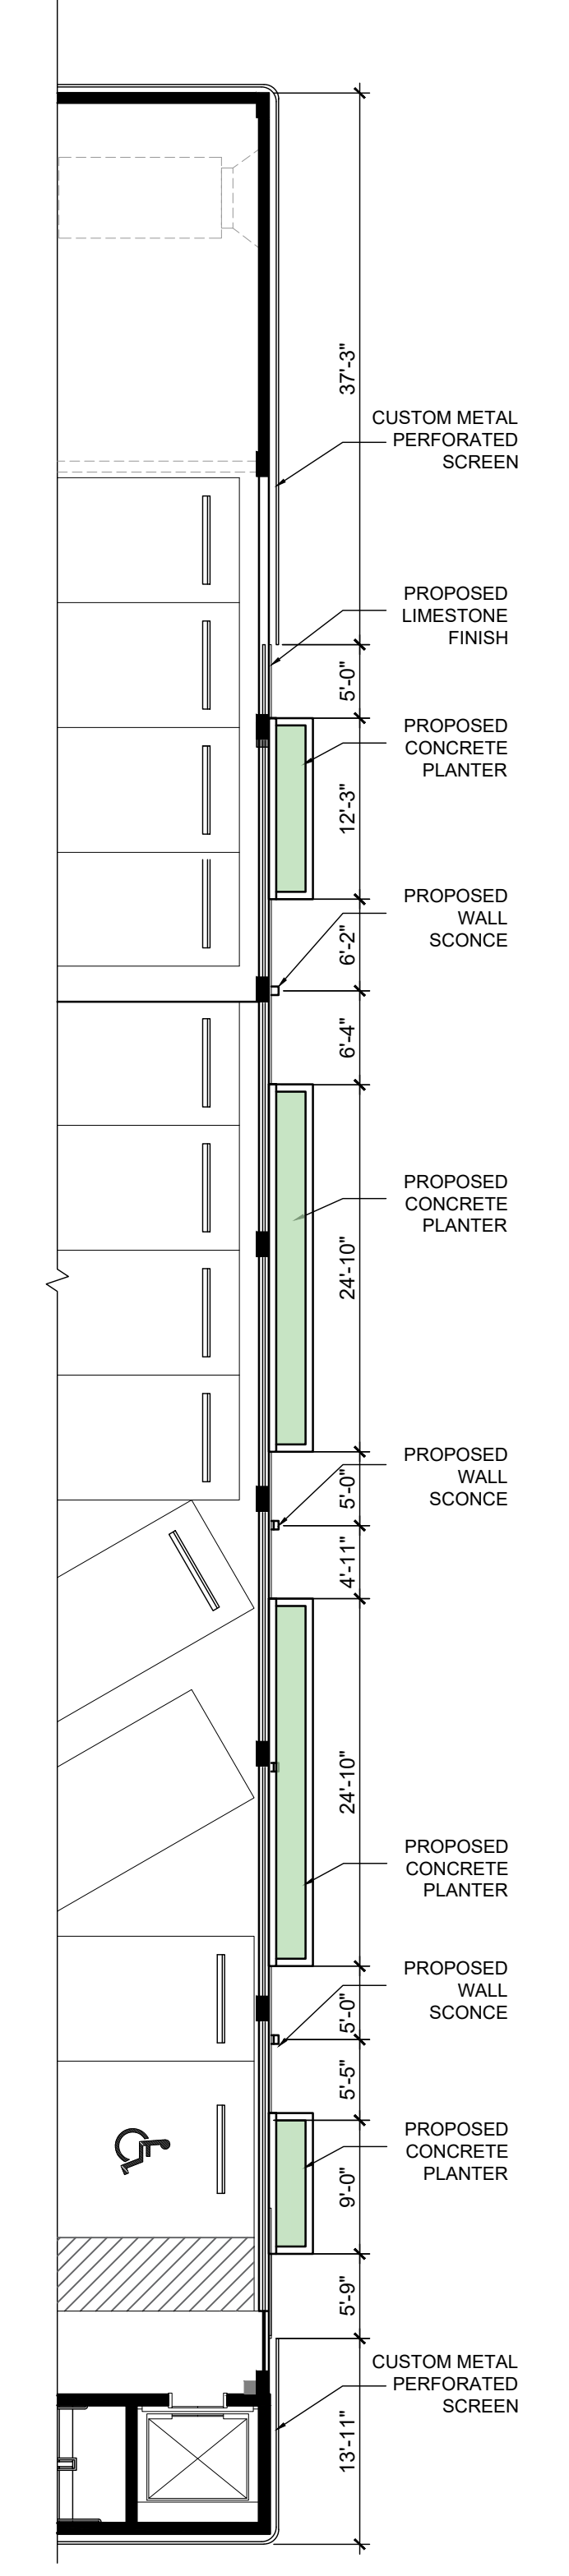 37'-3"
CUSTOM METAL
PERFORATED
SCREEN
PROPOSED
LIMESTONE
FINISH
5'-0"
PROPOSED
CONCRETE
PLANTER
12'-3"
PROPOSED
WALL
SCONCE
6'-2"
6'-4"
PROPOSED
CONCRETE
PLANTER
24'-10"
PROPOSED
WALL
SCONCE
5'-0"
4'-11"
24'-10"
PROPOSED
CONCRETE
PLANTER
PROPOSED
WALL
SCONCE
5'-0"
5'-5"
PROPOSED
CONCRETE
PLANTER
9'-0"
5'-9"
CUSTOM METAL
PERFORATED
SCREEN
13'-11"